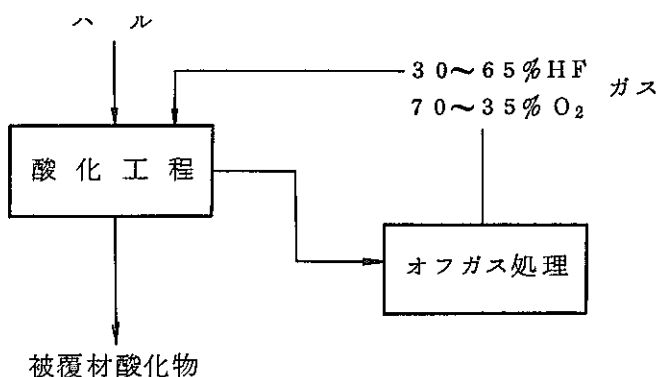 ハル
30～65%HF
70～35%O₂
ガス
酸化工程
オフガス処理
被覆材酸化物